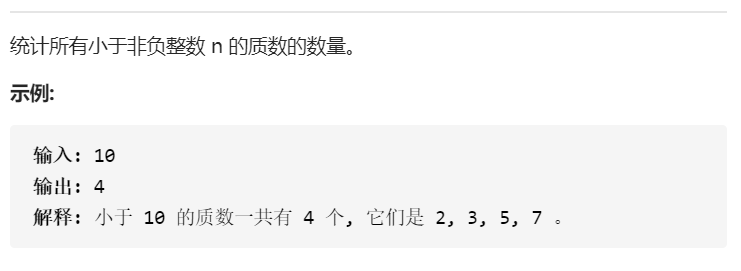 统计所有小于非负整数 n 的质数的数量。
示例:
输入: 10
输出: 4
解释: 小于 10 的质数一共有 4 个, 它们是 2, 3, 5, 7 。